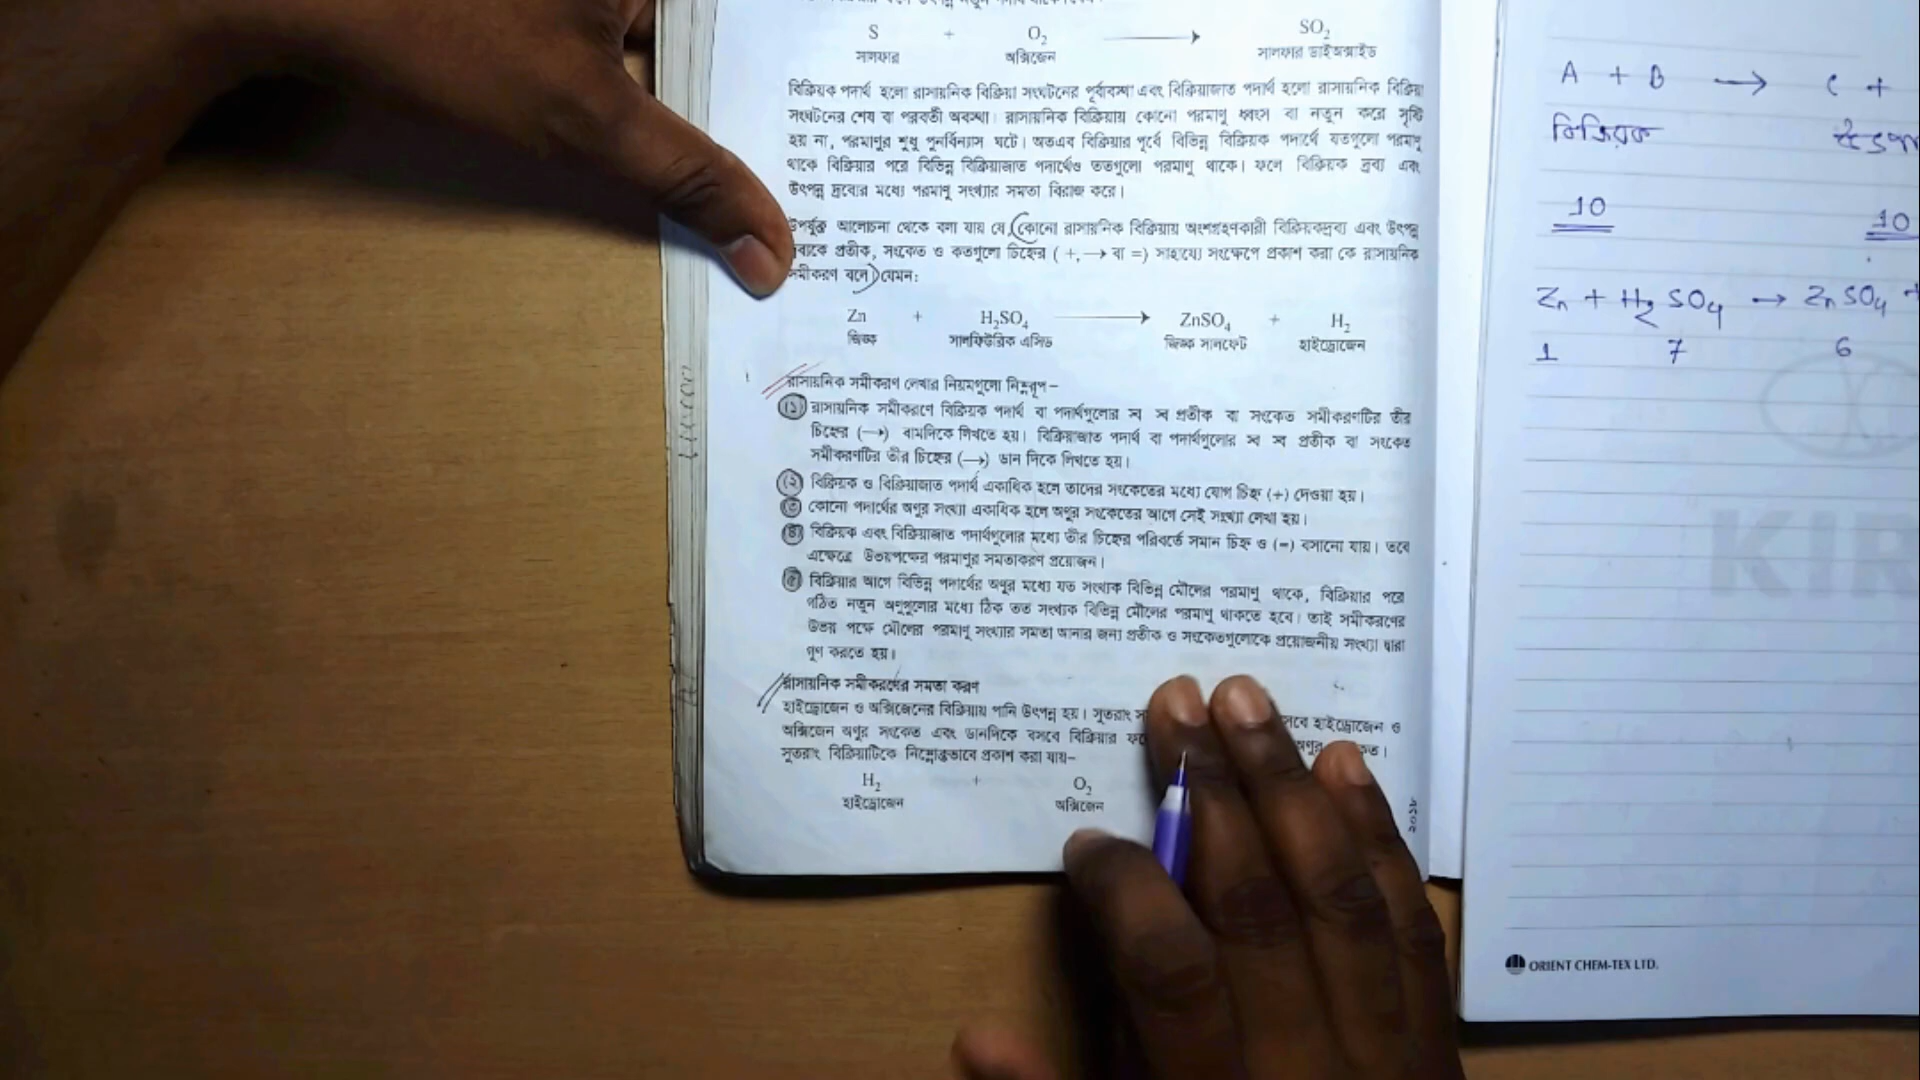 S + O₂ ⟶ SO₂
সালফার অক্সিজেন সালফার ডাইঅক্সাইড
বিক্রিয়ক পদার্থ হলো রাসায়নিক বিক্রিয়া সংঘটনের পূর্বাবস্থা এবং বিক্রিয়াজাত পদার্থ হলো রাসায়নিক বিক্রিয়া
সংঘটনের শেষ বা পরবর্তী অবস্থা। রাসায়নিক বিক্রিয়ায় কোনো পরমাণু ধ্বংস বা নতুন করে সৃষ্টি
হয় না, পরমাণুর শুধু পুনর্বিন্যাস ঘটে। অতএব বিক্রিয়ার পূর্বে বিভিন্ন বিক্রিয়ক পদার্থে যতগুলো পরমাণু
থাকে বিক্রিয়ার পরে বিভিন্ন বিক্রিয়াজাত পদার্থেও ততগুলো পরমাণু থাকে। ফলে বিক্রিয়ক দ্রব্য এবং
উৎপন্ন দ্রব্যের মধ্যে পরমাণু সংখ্যার সমতা বিরাজ করে।
উপর্যুক্ত আলোচনা থেকে বলা যায় যে, কোনো রাসায়নিক বিক্রিয়ায় অংশগ্রহণকারী বিক্রিয়কদ্রব্য এবং উৎপন্ন
দ্রব্যকে প্রতীক, সংকেত ও কতগুলো চিহ্নের ( +, → বা =) সাহায্যে সংক্ষেপে প্রকাশ করা কে রাসায়নিক
সমীকরণ বলে। যেমন:
Zn + H₂SO₄ ⟶ ZnSO₄ + H₂
জিঙ্ক সালফিউরিক এসিড জিঙ্ক সালফেট হাইড্রোজেন
রাসায়নিক সমীকরণ লেখার নিয়মগুলো নিম্নরূপ–
(১) রাসায়নিক সমীকরণে বিক্রিয়ক পদার্থ বা পদার্থগুলোর স্ব স্ব প্রতীক বা সংকেত সমীকরণটির তীর
চিহ্নের (→) বামদিকে লিখতে হয়। বিক্রিয়াজাত পদার্থ বা পদার্থগুলোর স্ব স্ব প্রতীক বা সংকেত
সমীকরণটির তীর চিহ্নের (→) ডান দিকে লিখতে হয়।
(২) বিক্রিয়ক ও বিক্রিয়াজাত পদার্থ একাধিক হলে তাদের সংকেতের মধ্যে যোগ চিহ্ন (+) দেওয়া হয়।
(৩) কোনো পদার্থের অণুর সংখ্যা একাধিক হলে অণুর সংকেতের আগে সেই সংখ্যা লেখা হয়।
(৪) বিক্রিয়ক এবং বিক্রিয়াজাত পদার্থগুলোর মধ্যে তীর চিহ্নের পরিবর্তে সমান চিহ্ন ও (=) বসানো যায়। তবে
এক্ষেত্রে উভয়পক্ষের পরমাণুর সমতাকরণ প্রয়োজন।
(৫) বিক্রিয়ার আগে বিভিন্ন পদার্থের অণুর মধ্যে যত সংখ্যক বিভিন্ন মৌলের পরমাণু থাকে, বিক্রিয়ার পরে
গঠিত নতুন অণুগুলোর মধ্যে ঠিক তত সংখ্যক বিভিন্ন মৌলের পরমাণু থাকতে হবে। তাই সমীকরণের
উভয় পক্ষে মৌলের পরমাণু সংখ্যার সমতা আনার জন্য প্রতীক ও সংকেতগুলোকে প্রয়োজনীয় সংখ্যা দ্বারা
গুণ করতে হয়।
রাসায়নিক সমীকরণের সমতা করণ
হাইড্রোজেন ও অক্সিজেনের বিক্রিয়ায় পানি উৎপন্ন হয়। সুতরাং হাইড্রোজেন ও
অক্সিজেন অণুর সংকেত এবং ডানদিকে বসবে বিক্রিয়ার
সুতরাং বিক্রিয়াটিকে নিম্নোক্তভাবে প্রকাশ করা যায়–
H₂ + O₂
হাইড্রোজেন অক্সিজেন
২০১৮
A + B → C +
বিক্রিয়ক
10 10
Zn + H₂SO₄ → ZnSO₄ +
1 7 6
KIR
ORIENT CHEM-TEX LTD.